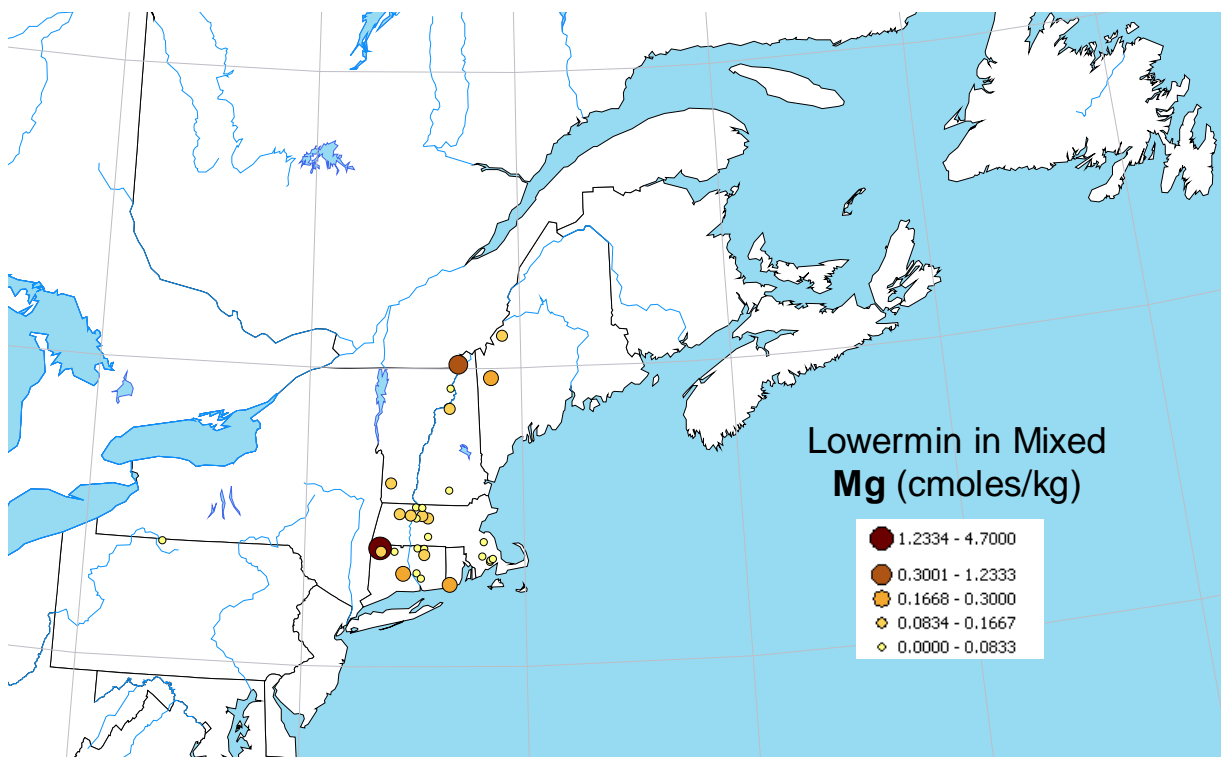 Lowermin in Mixed
Mg (cmoles/kg)
1.2334 - 4.7000
0.3001 - 1.2333
0.1668 - 0.3000
0.0834 - 0.1667
0.0000 - 0.0833